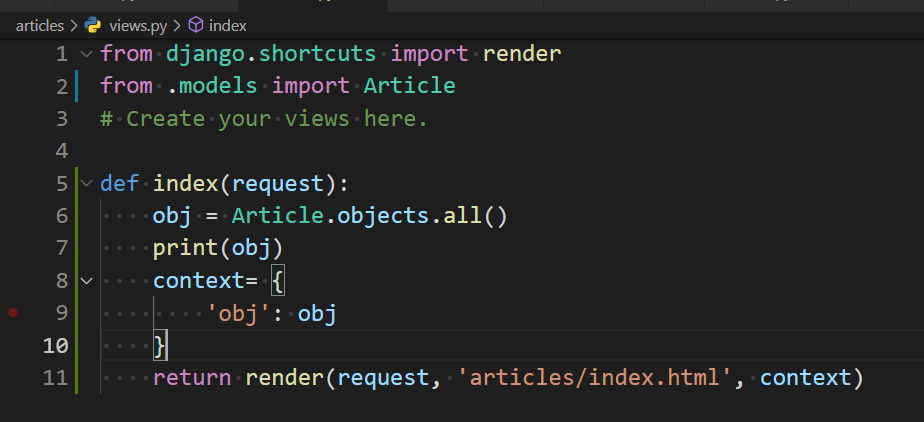 articles > views.py > index
1 from django.shortcuts import render
2 from .models import Article
3 # Create your views here.
4
5 def index(request):
6     obj = Article.objects.all()
7     print(obj)
8     context= {
9         'obj': obj
10     }
11     return render(request, 'articles/index.html', context)